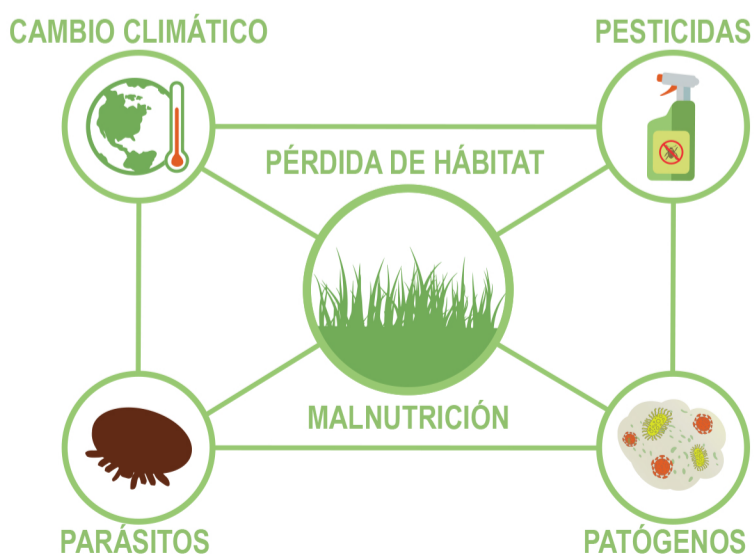 CAMBIO CLIMÁTICO
PESTICIDAS
PÉRDIDA DE HÁBITAT
MALNUTRICIÓN
PARÁSITOS
PATÓGENOS